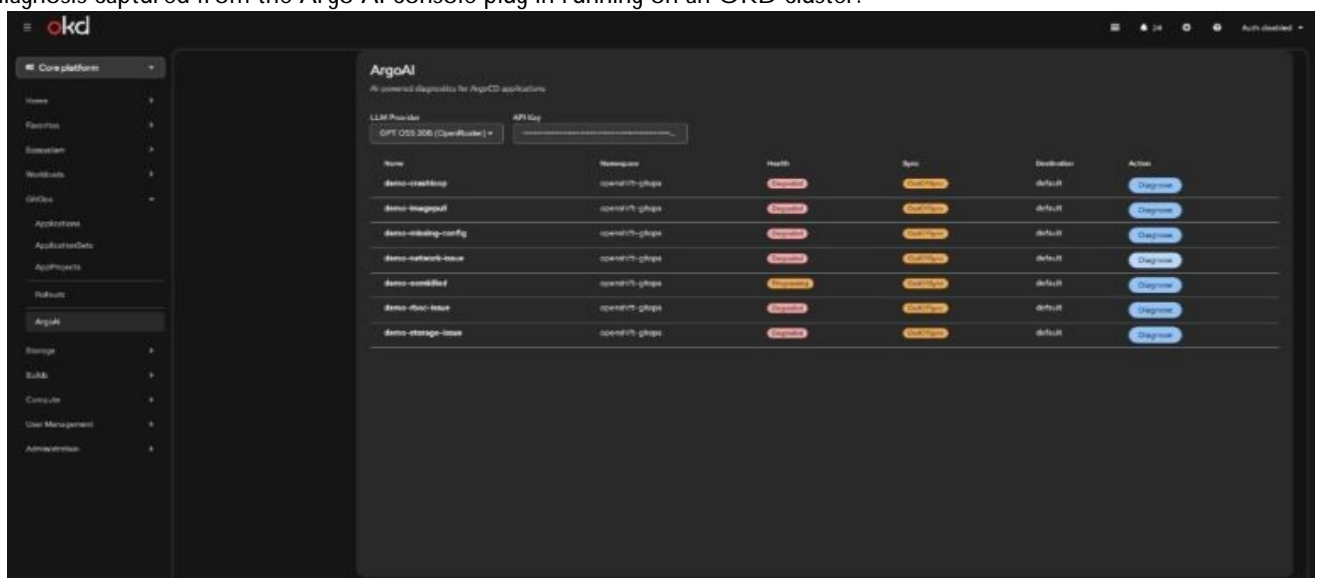 diagnosis captured from the Argo AI console plug-in running on an OKD cluster.
okd
24
Auth disabled
Core platform
Home
Favorites
Ecosystem
Workloads
GitOps
Applications
ApplicationSets
AppProjects
Rollouts
ArgoAI
Storage
Builds
Compute
User Management
Administration
ArgoAI
AI-powered diagnostics for ArgoCD applications
LLM Provider API Key
GPT OSS 20B (OpenRouter)
Name Namespace Health Sync Destination Action
demo-crashloop openshift-gitops Degraded OutOfSync default Diagnose
demo-imagepull openshift-gitops Degraded OutOfSync default Diagnose
demo-missing-config openshift-gitops Degraded OutOfSync default Diagnose
demo-network-issue openshift-gitops Degraded OutOfSync default Diagnose
demo-oomkilled openshift-gitops Progressing OutOfSync default Diagnose
demo-rbac-issue openshift-gitops Degraded OutOfSync default Diagnose
demo-storage-issue openshift-gitops Degraded OutOfSync default Diagnose